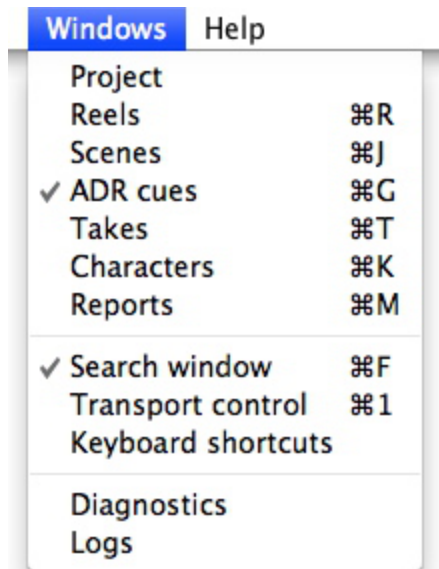 Windows Help
Project
Reels ⌘R
Scenes ⌘J
✓ ADR cues ⌘G
Takes ⌘T
Characters ⌘K
Reports ⌘M
✓ Search window ⌘F
Transport control ⌘1
Keyboard shortcuts
Diagnostics
Logs